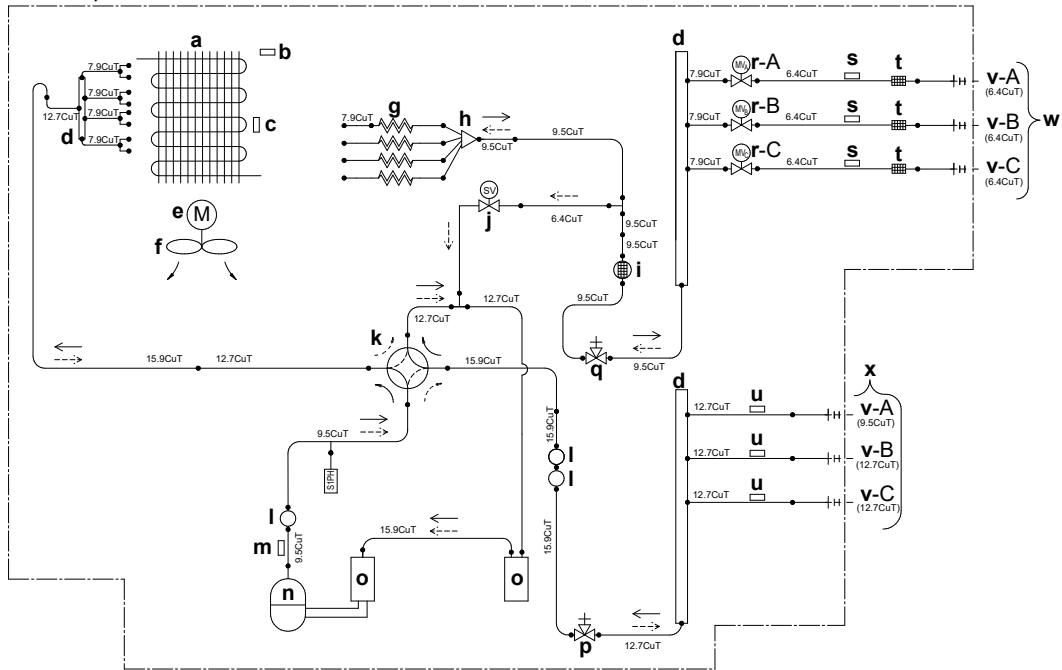 a
b
7.9CuT
7.9CuT
7.9CuT
7.9CuT
12.7CuT
d
c
e
M
f
g
7.9CuT
h
9.5CuT
9.5CuT
SV
j
6.4CuT
9.5CuT
9.5CuT
i
9.5CuT
q
9.5CuT
d
7.9CuT
MVA
r-A
6.4CuT
s
t
v-A
(6.4CuT)
7.9CuT
MVB
r-B
6.4CuT
s
t
v-B
(6.4CuT)
7.9CuT
MVC
r-C
6.4CuT
s
t
v-C
(6.4CuT)
w
12.7CuT
12.7CuT
k
15.9CuT
12.7CuT
15.9CuT
9.5CuT
S1PH
l
m
9.5CuT
n
o
15.9CuT
o
15.9CuT
l
l
15.9CuT
p
12.7CuT
d
x
12.7CuT
u
v-A
(9.5CuT)
12.7CuT
u
v-B
(12.7CuT)
12.7CuT
u
v-C
(12.7CuT)